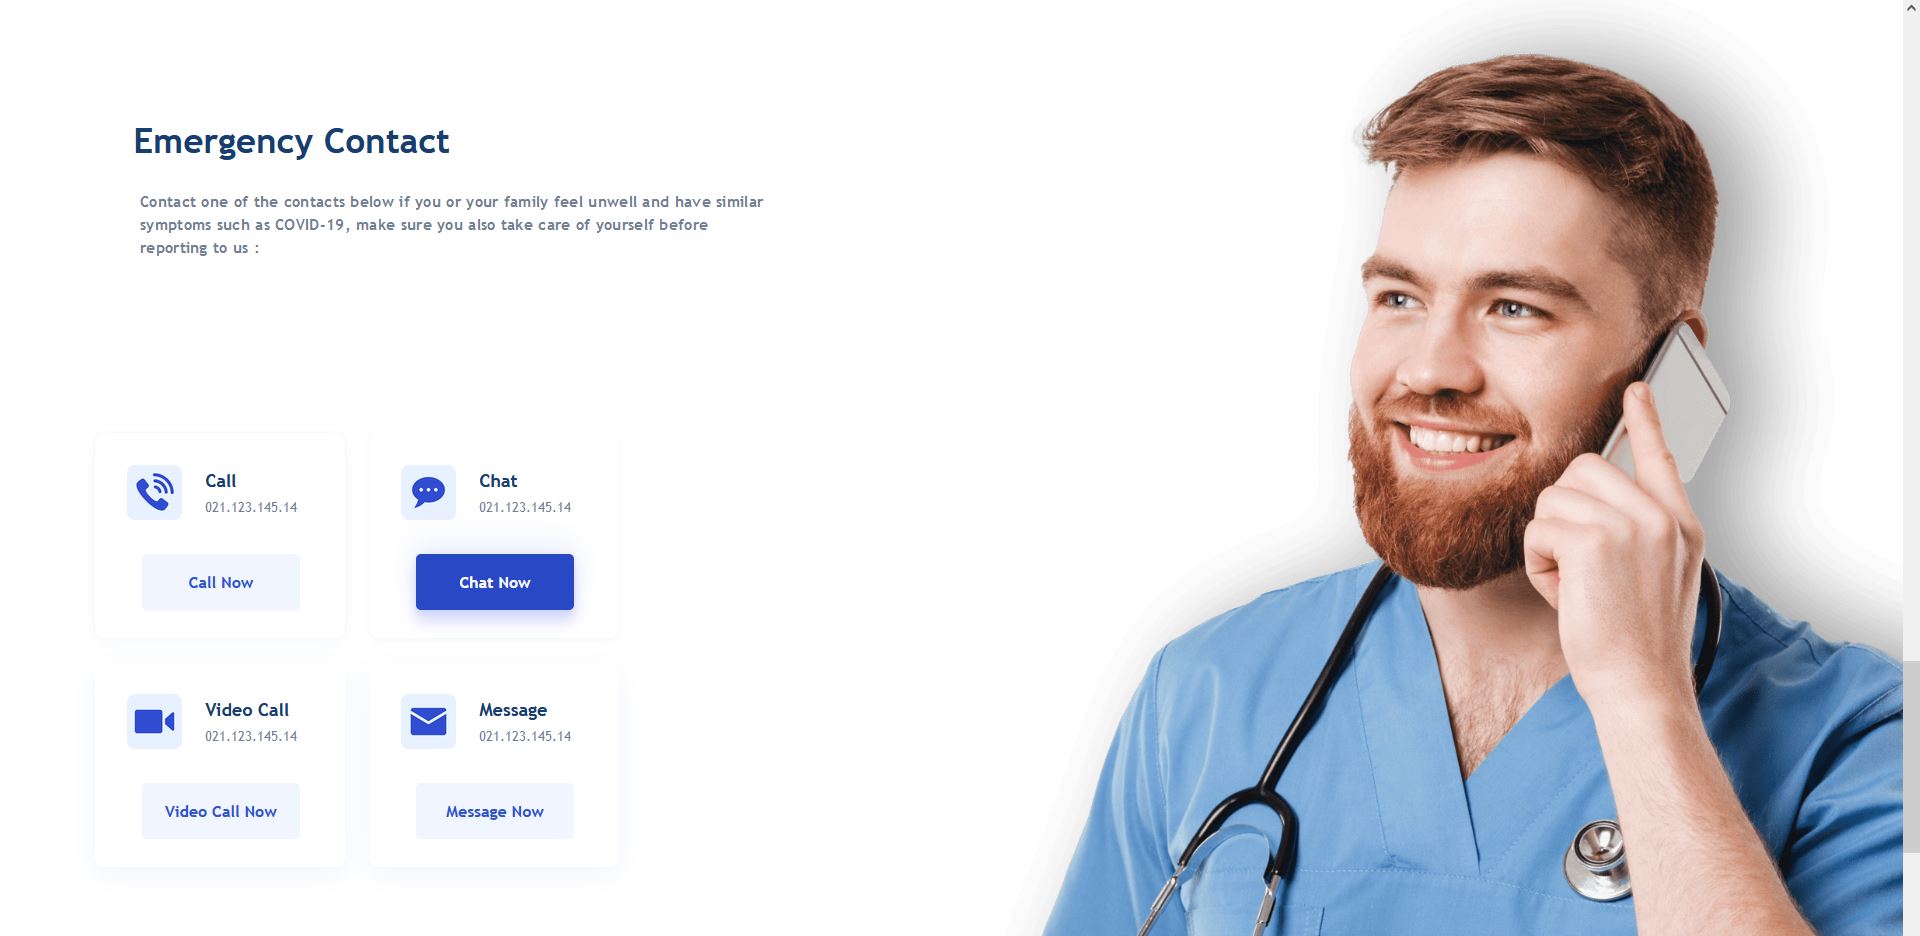 Emergency Contact
Contact one of the contacts below if you or your family feel unwell and have similar
symptoms such as COVID-19, make sure you also take care of yourself before
reporting to us :
Call
021.123.145.14
Call Now
Chat
021.123.145.14
Chat Now
Video Call
021.123.145.14
Video Call Now
Message
021.123.145.14
Message Now